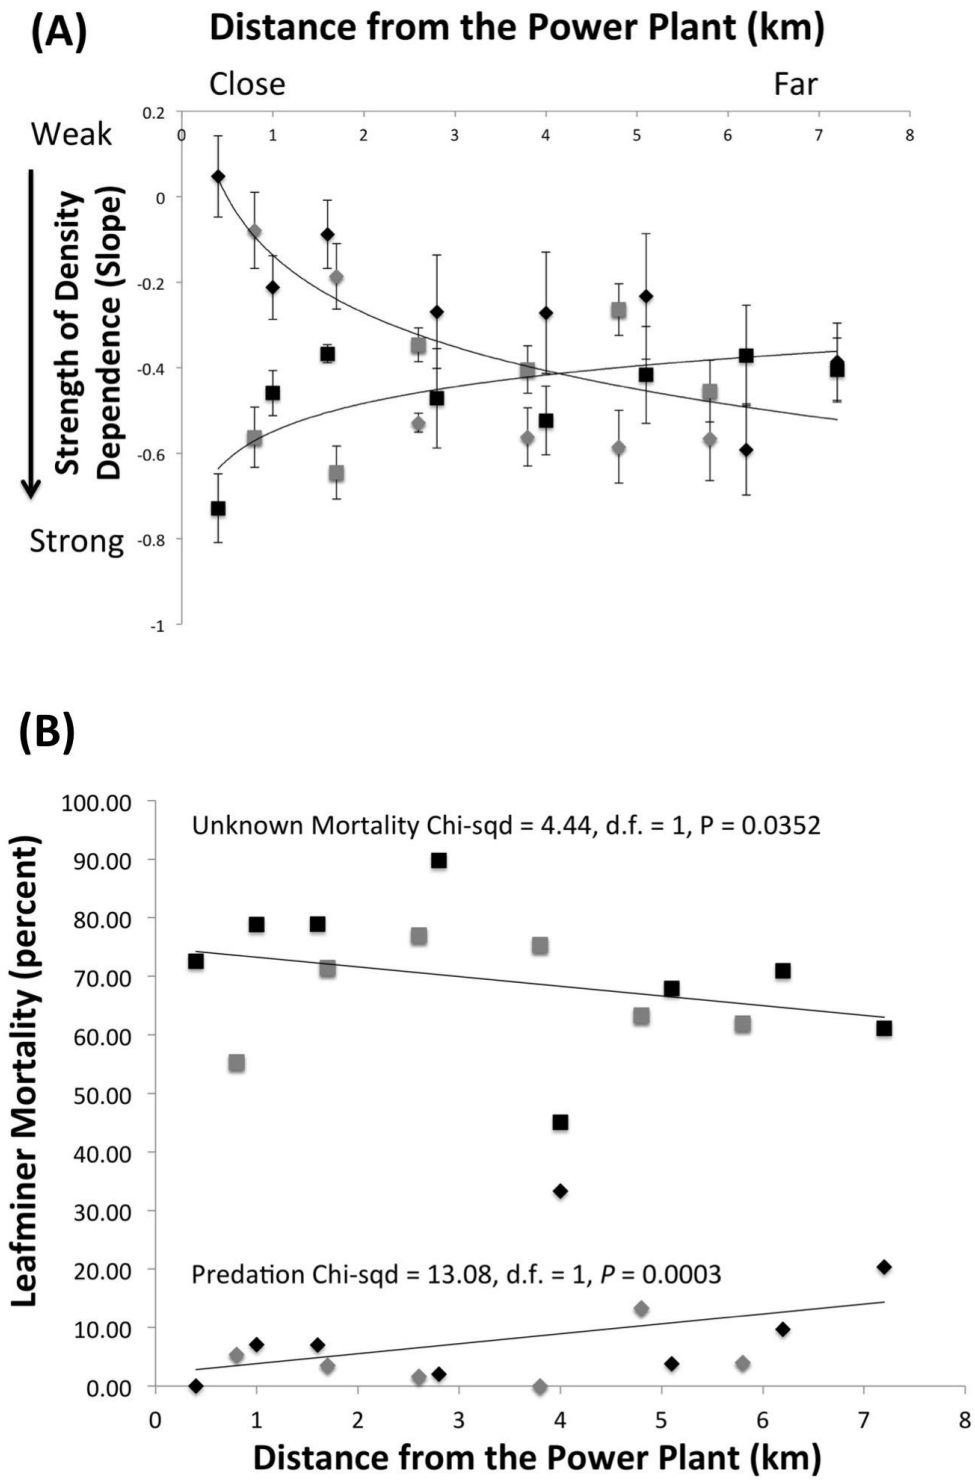 (A)
Distance from the Power Plant (km)
Close Far
0.2
0 1 2 3 4 5 6 7 8
Weak
0
-0.2
-0.4
-0.6
-0.8
-1
Strength of Density
Dependence (Slope)
Strong
(B)
100.00
90.00
80.00
70.00
60.00
50.00
40.00
30.00
20.00
10.00
0.00
Leafminer Mortality (percent)
Unknown Mortality Chi-sqd = 4.44, d.f. = 1, P = 0.0352
Predation Chi-sqd = 13.08, d.f. = 1, P = 0.0003
0 1 2 3 4 5 6 7 8
Distance from the Power Plant (km)